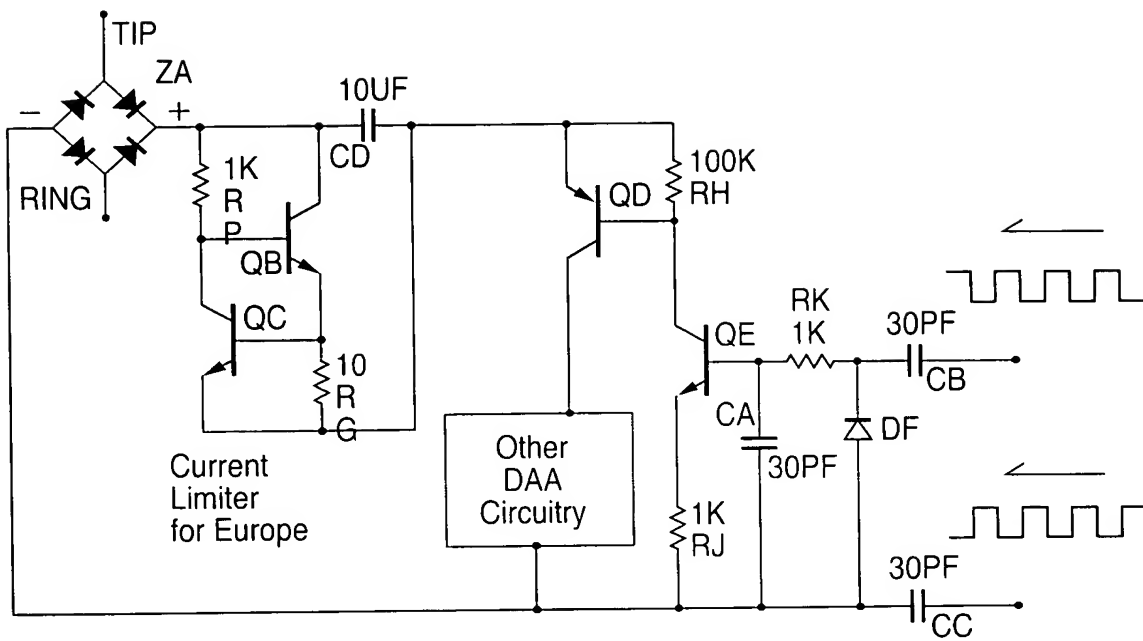 TIP
ZA
−
+
RING
1K
R
P
QB
QC
10
R
G
10UF
CD
Current
Limiter
for Europe
QD
100K
RH
Other
DAA
Circuitry
QE
1K
RJ
CA
30PF
RK
1K
DF
30PF
CB
30PF
CC